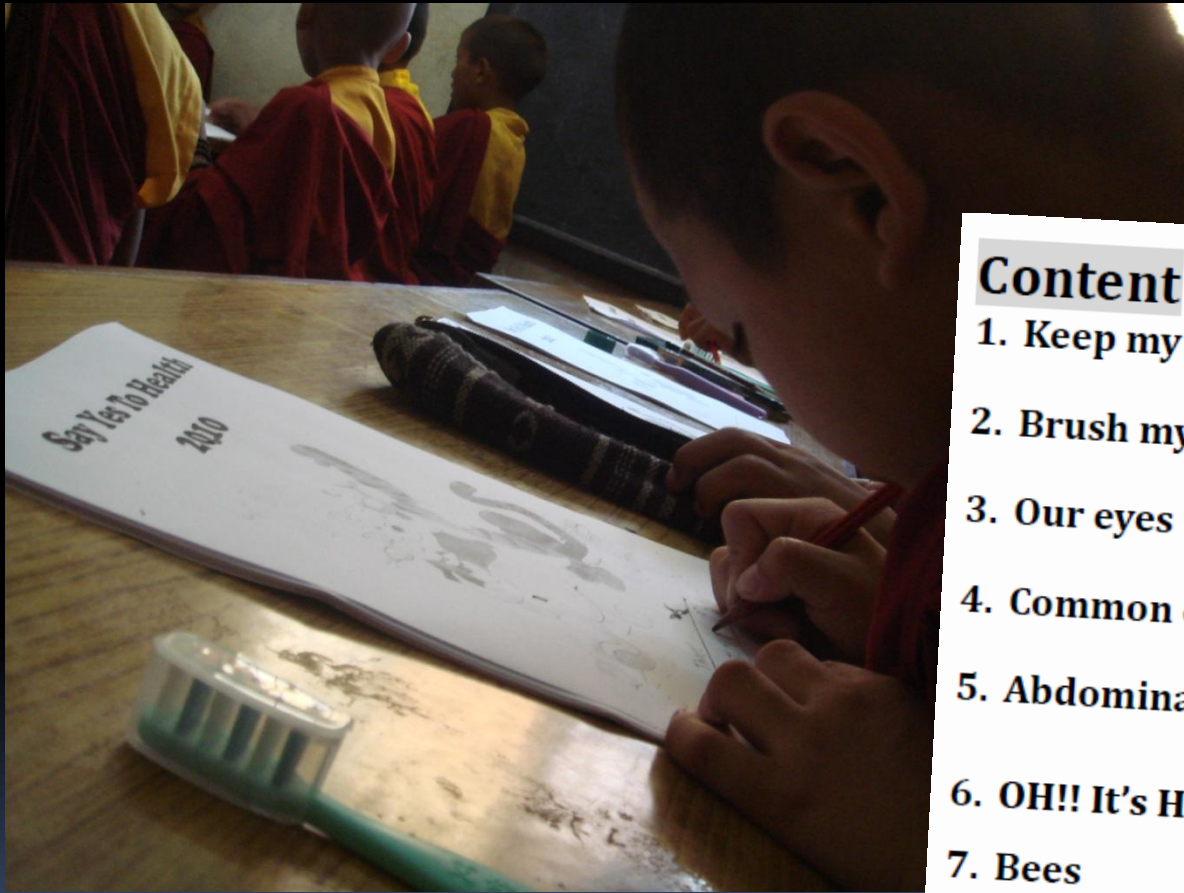 Say Yes To Health
2010
Content
1. Keep my
2. Brush my
3. Our eyes
4. Common
5. Abdomina
6. OH!! It's H
7. Bees